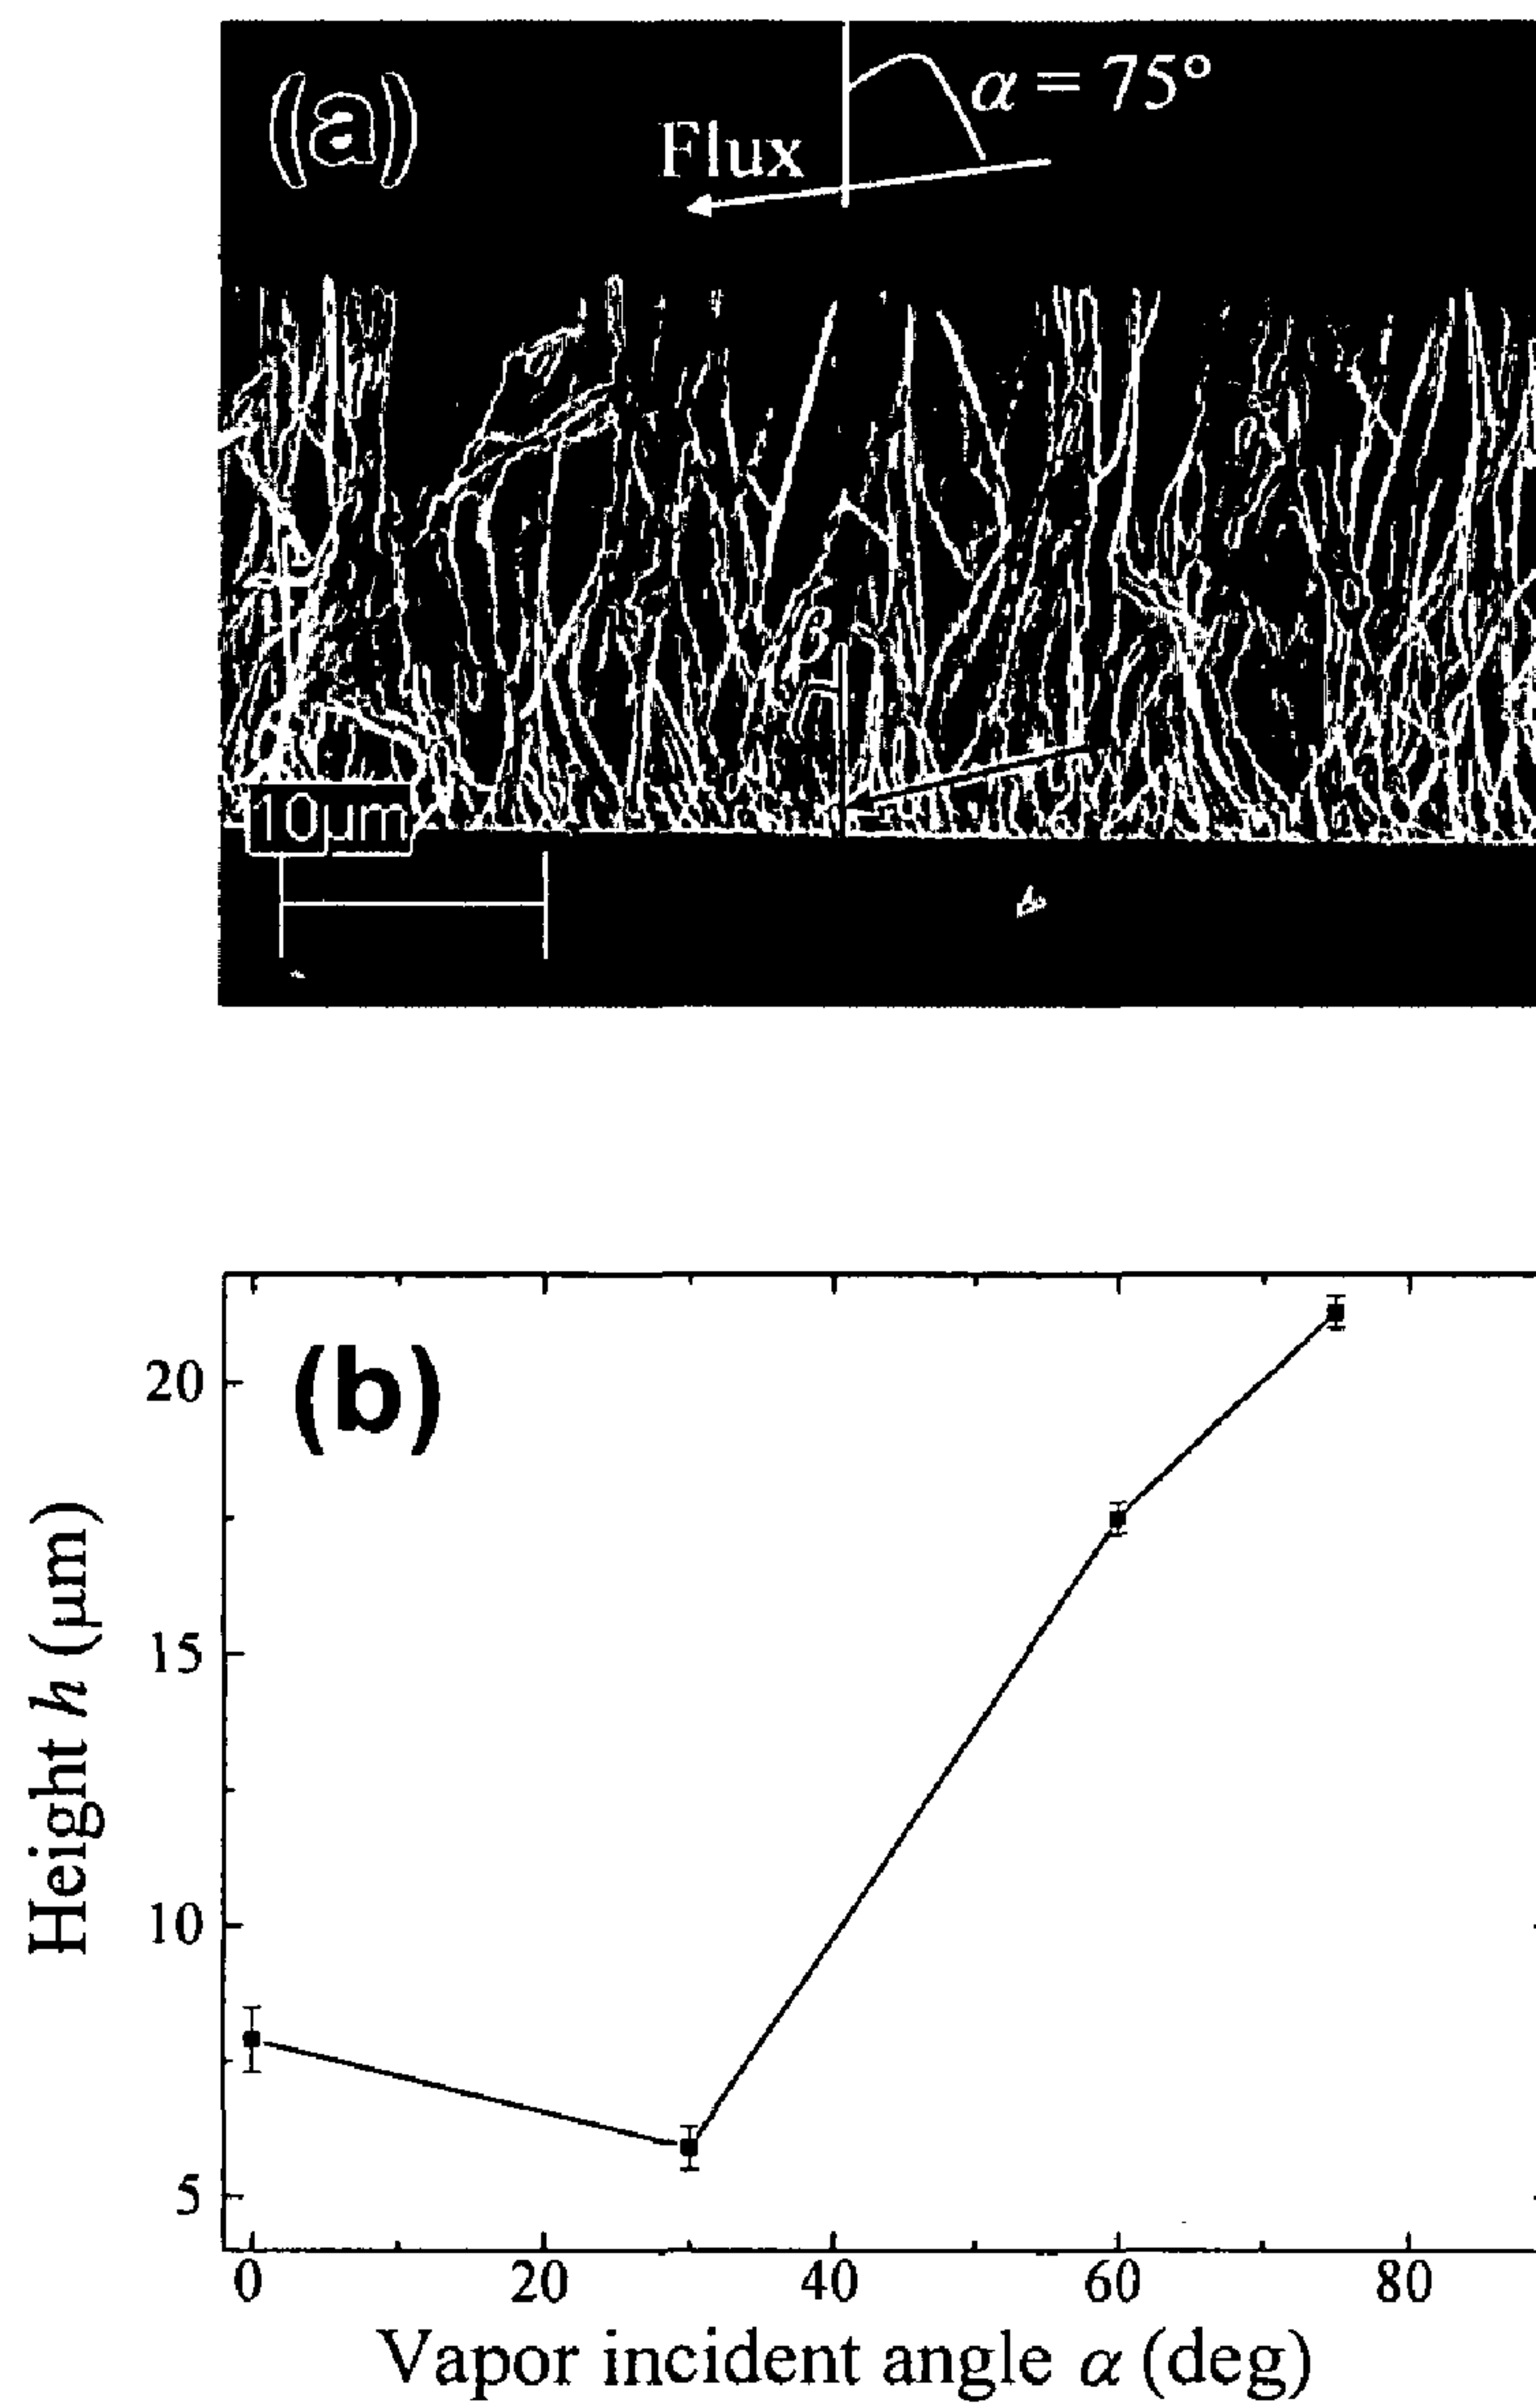 (a)
α = 75°
Flux
β
10μm
(b)
20
15
10
5
Height h (μm)
0 20 40 60 80
Vapor incident angle α (deg)